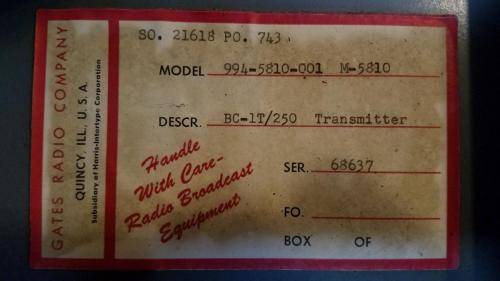 GATES RADIO COMPANY
QUINCY ILL., U. S. A.
Subsidiary of Harris-Intertype Corporation
SO. 21618 PO. 743
MODEL 994-5810-001 M-5810
DESCR. BC-1T/250 Transmitter
Handle
With Care-
Radio Broadcast
Equipment
SER. 68637
FO.
BOX OF